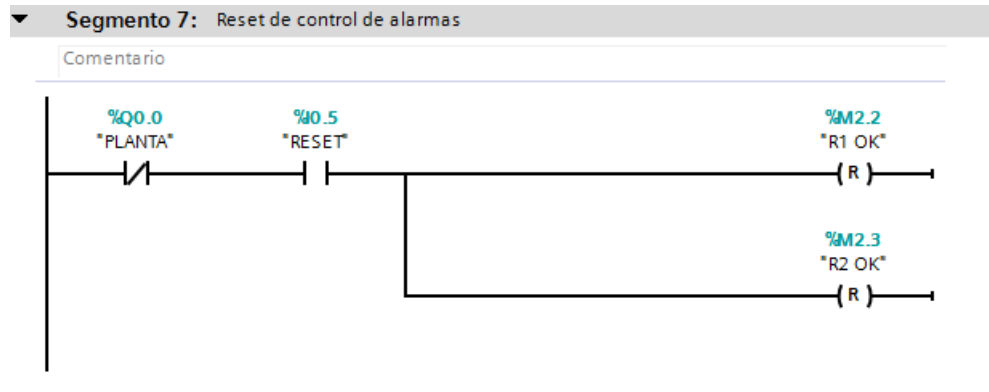 Segmento 7: Reset de control de alarmas
Comentario
%Q0.0 %I0.5 %M2.2
"PLANTA" "RESET" "R1 OK"
( R )
%M2.3
"R2 OK"
( R )